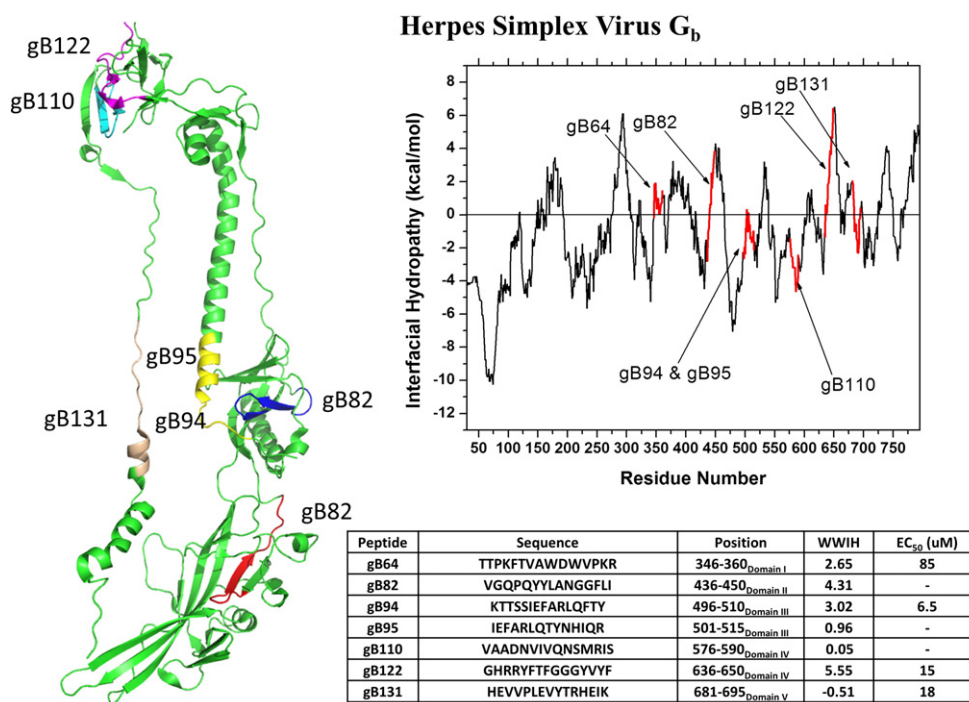 Herpes Simplex Virus Gb
gB122
gB110
gB95
gB94
gB131
gB82
gB82
Interfacial Hydropathy (kcal/mol)
8
6
4
2
0
-2
-4
-6
-8
-10
-12
gB64
gB82
gB122
gB131
gB94 & gB95
gB110
50 100 150 200 250 300 350 400 450 500 550 600 650 700 750
Residue Number
Peptide Sequence Position WWIH EC50 (uM)
gB64 TTPKFTVAWDWVPKR 346-360Domain I 2.65 85
gB82 VGQPQYYLANGGFLI 436-450Domain II 4.31 -
gB94 KTTSSIEFARLQFTY 496-510Domain III 3.02 6.5
gB95 IEFARLQTYNHIQR 501-515Domain III 0.96 -
gB110 VAADNVIVQNSMRIS 576-590Domain IV 0.05 -
gB122 GHRRYFTFGGGYVYF 636-650Domain IV 5.55 15
gB131 HEVVPLEVYTRHEIK 681-695Domain V -0.51 18